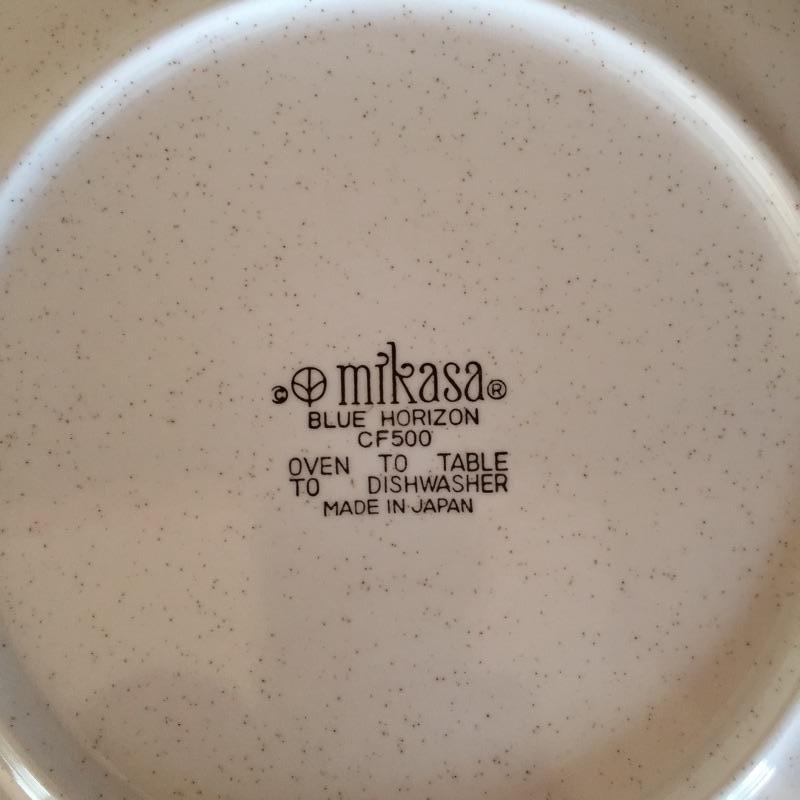 © mikasa®
BLUE HORIZON
CF500
OVEN TO TABLE
TO DISHWASHER
MADE IN JAPAN